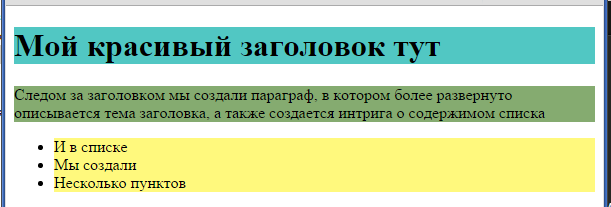 Мой красивый заголовок тут
Следом за заголовком мы создали параграф, в котором более развернуто
описывается тема заголовка, а также создается интрига о содержимом списка
И в списке
Мы создали
Несколько пунктов